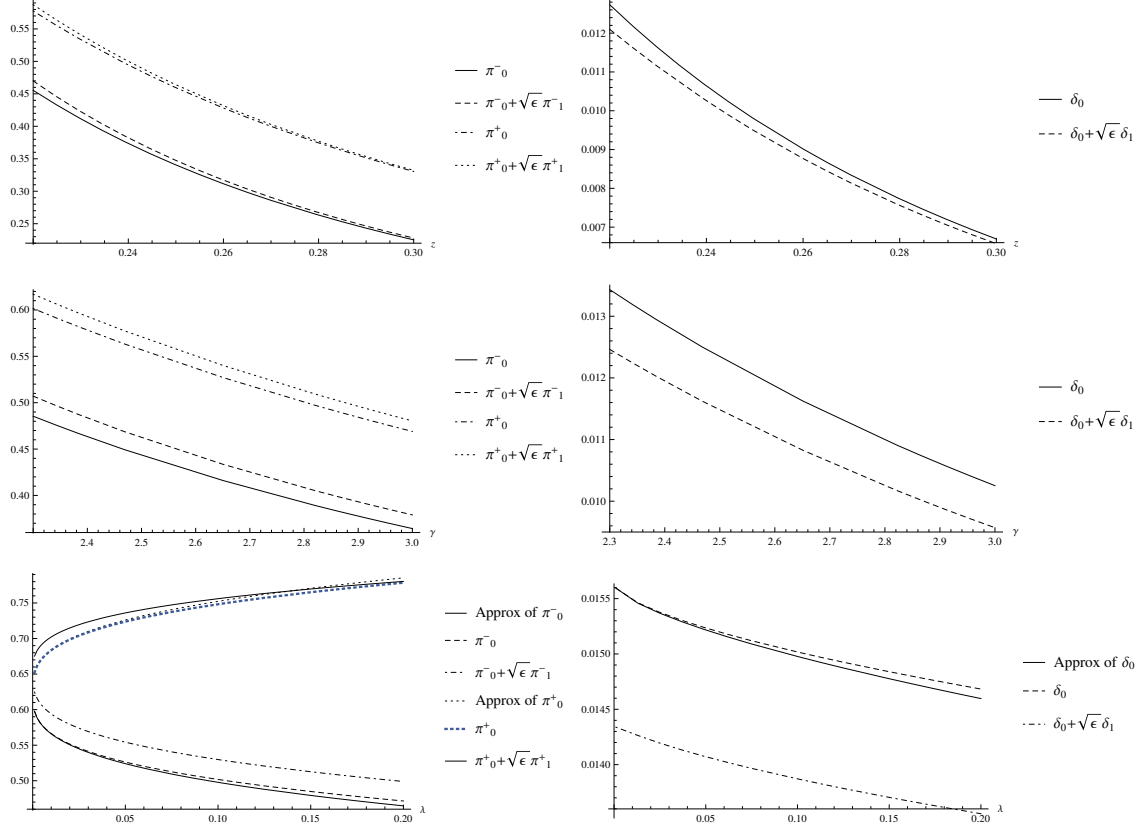 0.55
0.50
0.45
0.40
0.35
0.30
0.25
0.24
0.26
0.28
0.30
z
π⁻₀
π⁻₀+√ϵ π⁻₁
π⁺₀
π⁺₀+√ϵ π⁺₁
0.012
0.011
0.010
0.009
0.008
0.007
0.24
0.26
0.28
0.30
z
δ₀
δ₀+√ϵ δ₁
0.60
0.55
0.50
0.45
0.40
2.4
2.5
2.6
2.7
2.8
2.9
3.0
γ
π⁻₀
π⁻₀+√ϵ π⁻₁
π⁺₀
π⁺₀+√ϵ π⁺₁
0.013
0.012
0.011
0.010
2.3
2.4
2.5
2.6
2.7
2.8
2.9
3.0
γ
δ₀
δ₀+√ϵ δ₁
0.75
0.70
0.65
0.60
0.55
0.50
0.05
0.10
0.15
0.20
λ
Approx of π⁻₀
π⁻₀
π⁻₀+√ϵ π⁻₁
Approx of π⁺₀
π⁺₀
π⁺₀+√ϵ π⁺₁
0.0155
0.0150
0.0145
0.0140
0.05
0.10
0.15
0.20
λ
Approx of δ₀
δ₀
δ₀+√ϵ δ₁